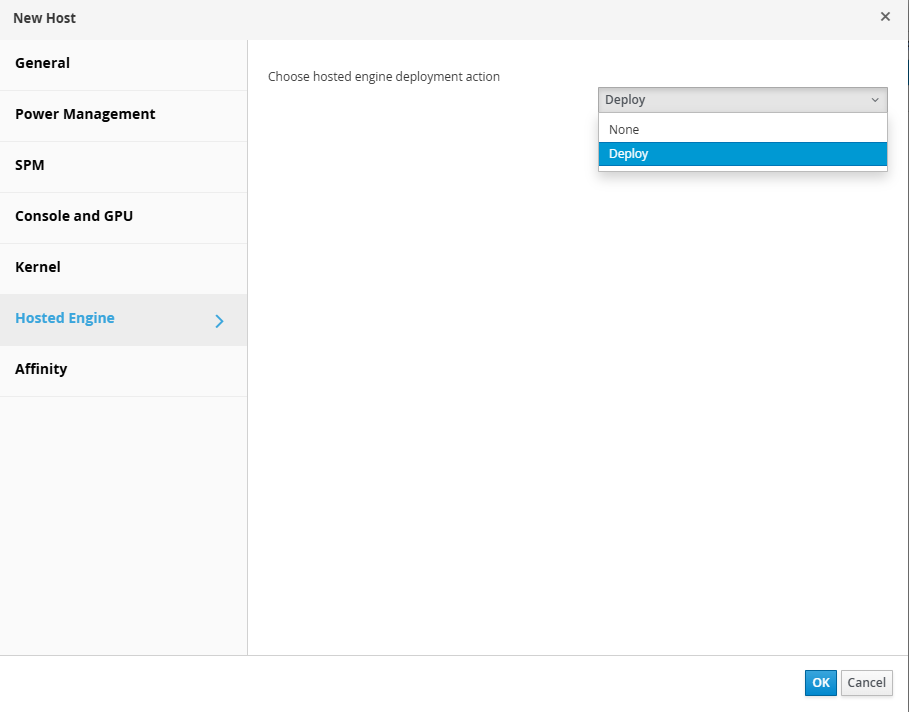 New Host
General
Power Management
SPM
Console and GPU
Kernel
Hosted Engine
Affinity
Choose hosted engine deployment action
Deploy
None
Deploy
OK
Cancel